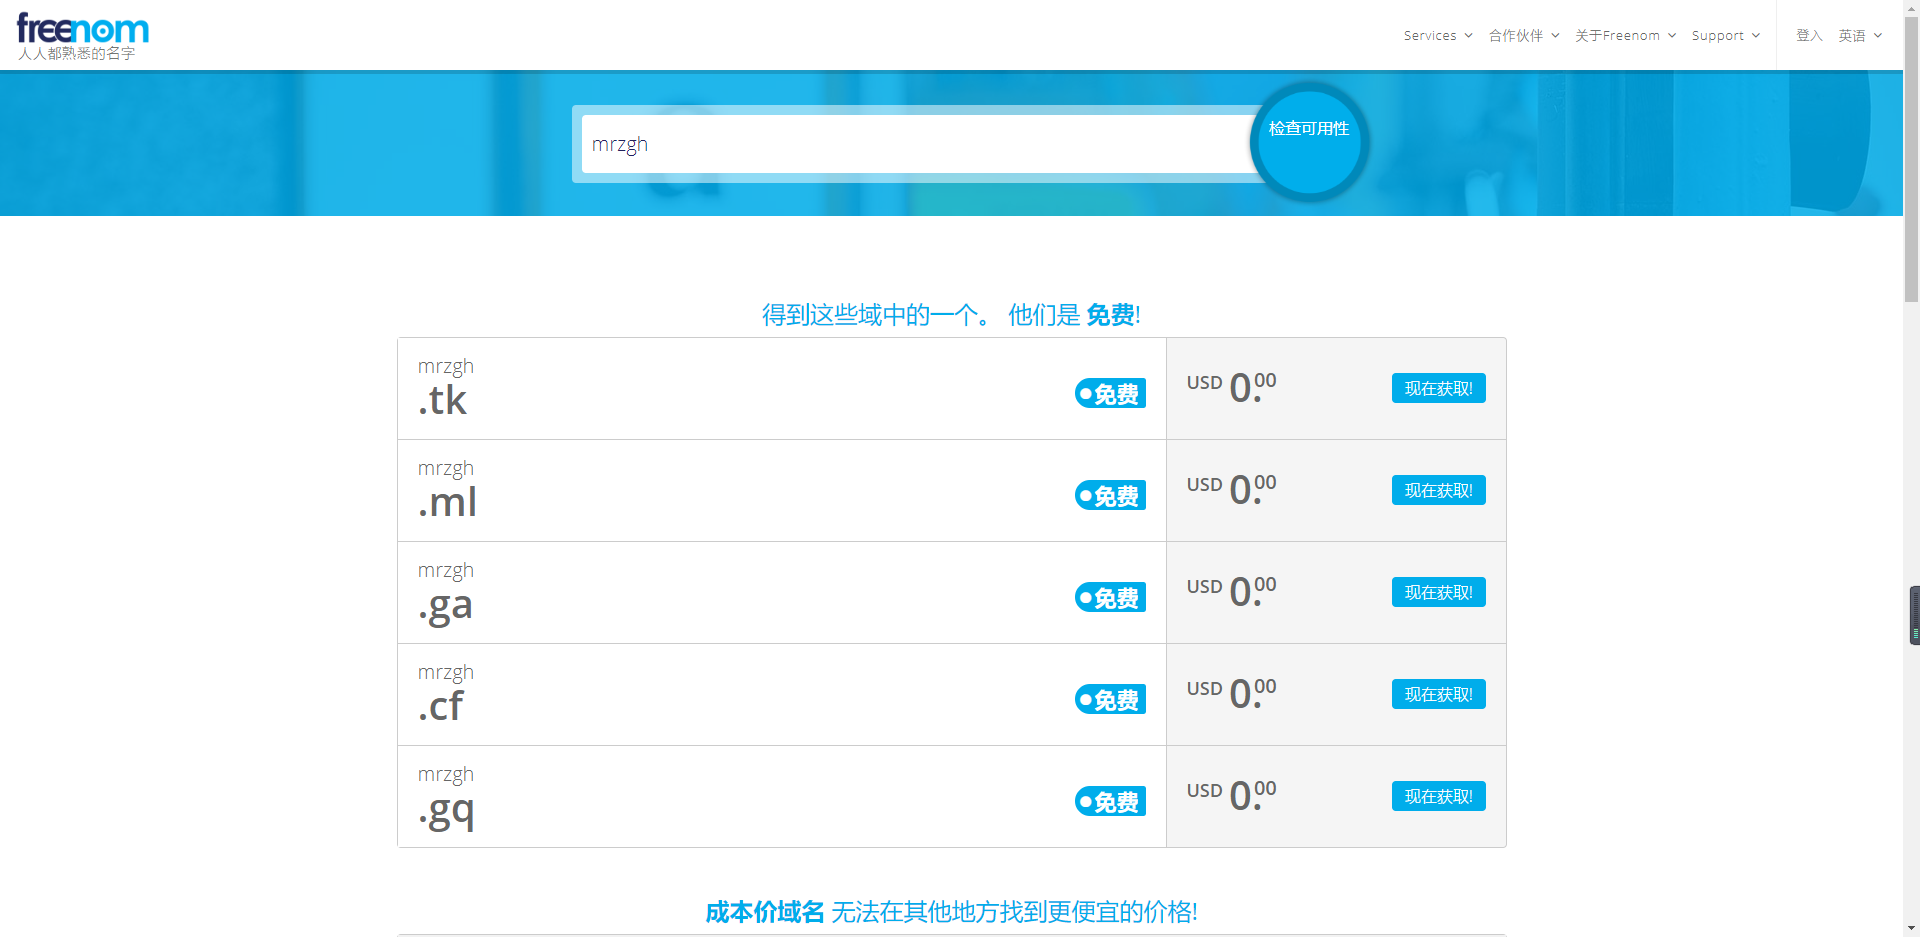 freenom
人人都熟悉的名字
Services 合作伙伴 关于Freenom Support 登入 英语
mrzgh
检查可用性
得到这些域中的一个。 他们是 免费!
mrzgh
.tk
免费
USD 0.00
现在获取!
mrzgh
.ml
免费
USD 0.00
现在获取!
mrzgh
.ga
免费
USD 0.00
现在获取!
mrzgh
.cf
免费
USD 0.00
现在获取!
mrzgh
.gq
免费
USD 0.00
现在获取!
成本价域名 无法在其他地方找到更便宜的价格!